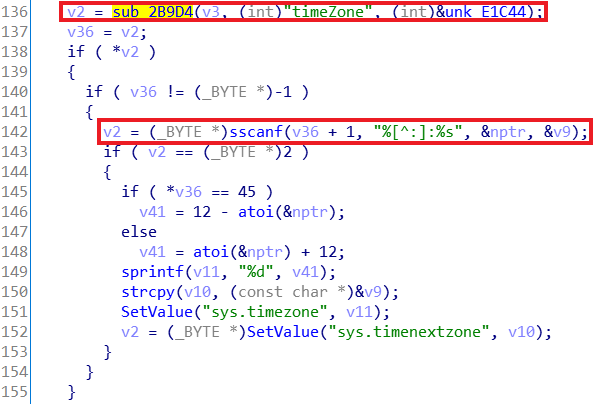 136 v2 = sub_2B9D4(v3, (int)"timeZone", (int)&unk_E1C44);
137 v36 = v2;
138 if ( *v2 )
139 {
140 if ( v36 != (_BYTE *)-1 )
141 {
142 v2 = (_BYTE *)sscanf(v36 + 1, "%[^:]:%s", &nptr, &v9);
143 if ( v2 == (_BYTE *)2 )
144 {
145 if ( *v36 == 45 )
146 v41 = 12 - atoi(&nptr);
147 else
148 v41 = atoi(&nptr) + 12;
149 sprintf(v11, "%d", v41);
150 strcpy(v10, (const char *)&v9);
151 SetValue("sys.timezone", v11);
152 v2 = (_BYTE *)SetValue("sys.timenextzone", v10);
153 }
154 }
155 }